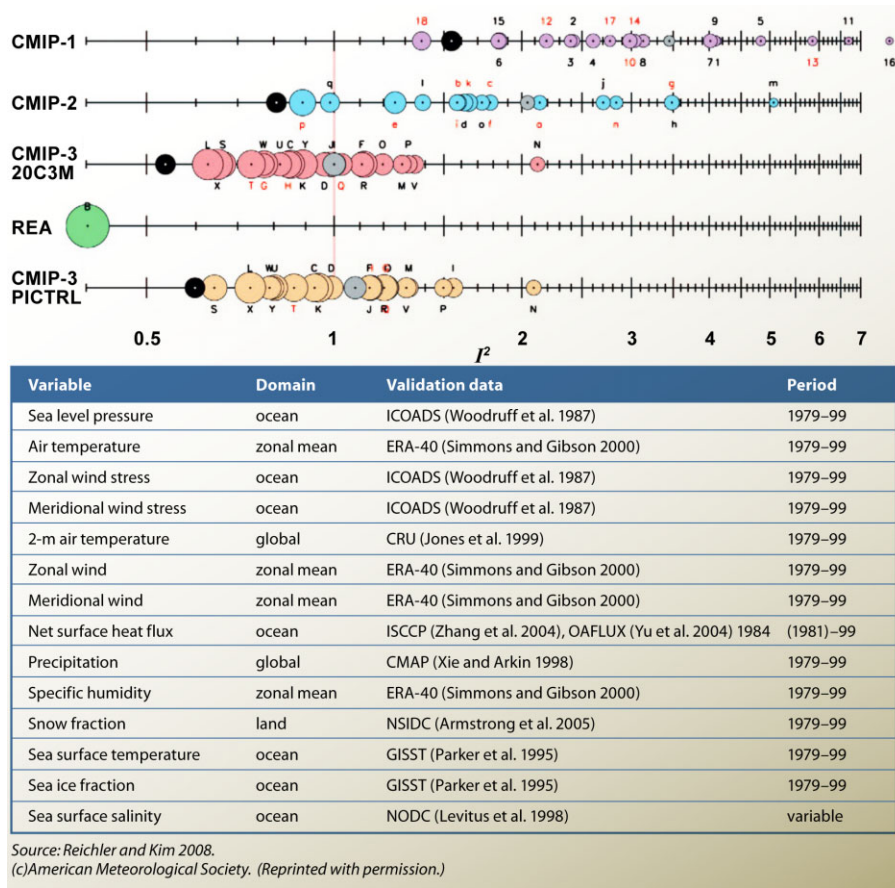 18 15 12 2 17 14 9 5 11
CMIP-1
6 3 4 10 8 71 13 16
q l b k c j g m
CMIP-2
p e i d o f a n h
L S W U C Y J F O P N
CMIP-3
20C3M
X T G H K D Q R M V
B
REA
L W U C D F O M I
CMIP-3
PICTRL
S X Y T K J R V P N
0.5 1 2 3 4 5 6 7
I²
Variable Domain Validation data Period
Sea level pressure ocean ICOADS (Woodruff et al. 1987) 1979–99
Air temperature zonal mean ERA-40 (Simmons and Gibson 2000) 1979–99
Zonal wind stress ocean ICOADS (Woodruff et al. 1987) 1979–99
Meridional wind stress ocean ICOADS (Woodruff et al. 1987) 1979–99
2-m air temperature global CRU (Jones et al. 1999) 1979–99
Zonal wind zonal mean ERA-40 (Simmons and Gibson 2000) 1979–99
Meridional wind zonal mean ERA-40 (Simmons and Gibson 2000) 1979–99
Net surface heat flux ocean ISCCP (Zhang et al. 2004), OAFLUX (Yu et al. 2004) 1984 (1981)–99
Precipitation global CMAP (Xie and Arkin 1998) 1979–99
Specific humidity zonal mean ERA-40 (Simmons and Gibson 2000) 1979–99
Snow fraction land NSIDC (Armstrong et al. 2005) 1979–99
Sea surface temperature ocean GISST (Parker et al. 1995) 1979–99
Sea ice fraction ocean GISST (Parker et al. 1995) 1979–99
Sea surface salinity ocean NODC (Levitus et al. 1998) variable
Source: Reichler and Kim 2008.
(c)American Meteorological Society. (Reprinted with permission.)